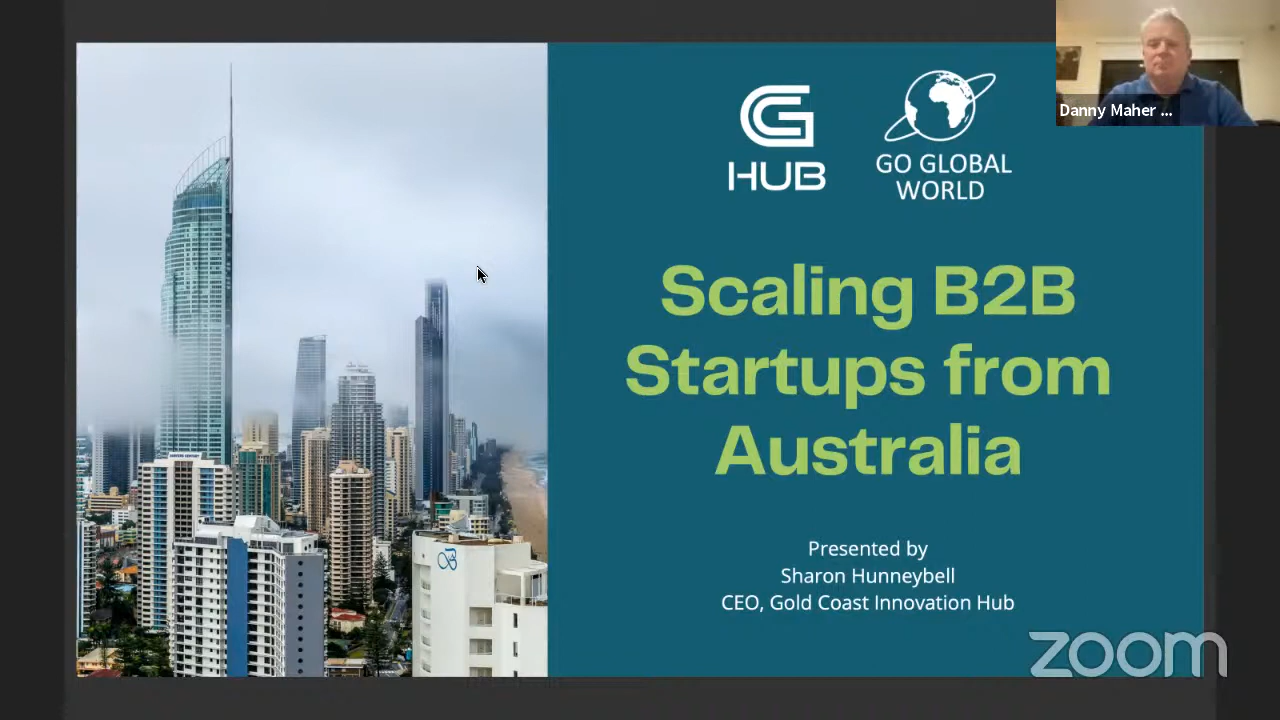 HUB
GO GLOBAL
WORLD
Danny Maher ...
Scaling B2B
Startups from
Australia
Presented by
Sharon Hunneybell
CEO, Gold Coast Innovation Hub
zoom